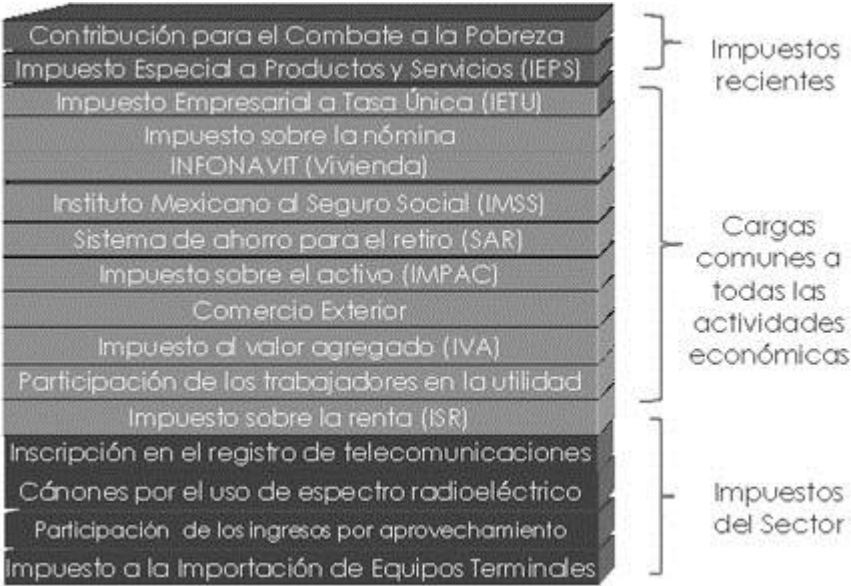 Contribución para el Combate a la Pobreza
Impuesto Especial a Productos y Servicios (IEPS)
Impuestos
recientes
Impuesto Empresarial a Tasa Única (IETU)
Impuesto sobre la nómina
INFONAVIT (Vivienda)
Instituto Mexicano al Seguro Social (IMSS)
Sistema de ahorro para el retiro (SAR)
Impuesto sobre el activo (IMPAC)
Comercio Exterior
Impuesto al valor agregado (IVA)
Participación de los trabajadores en la utilidad
Impuesto sobre la renta (ISR)
Cargas
comunes a
todas las
actividades
económicas
Inscripción en el registro de telecomunicaciones
Cánones por el uso de espectro radioeléctrico
Participación de los ingresos por aprovechamiento
Impuesto a la Importación de Equipos Terminales
Impuestos
del Sector